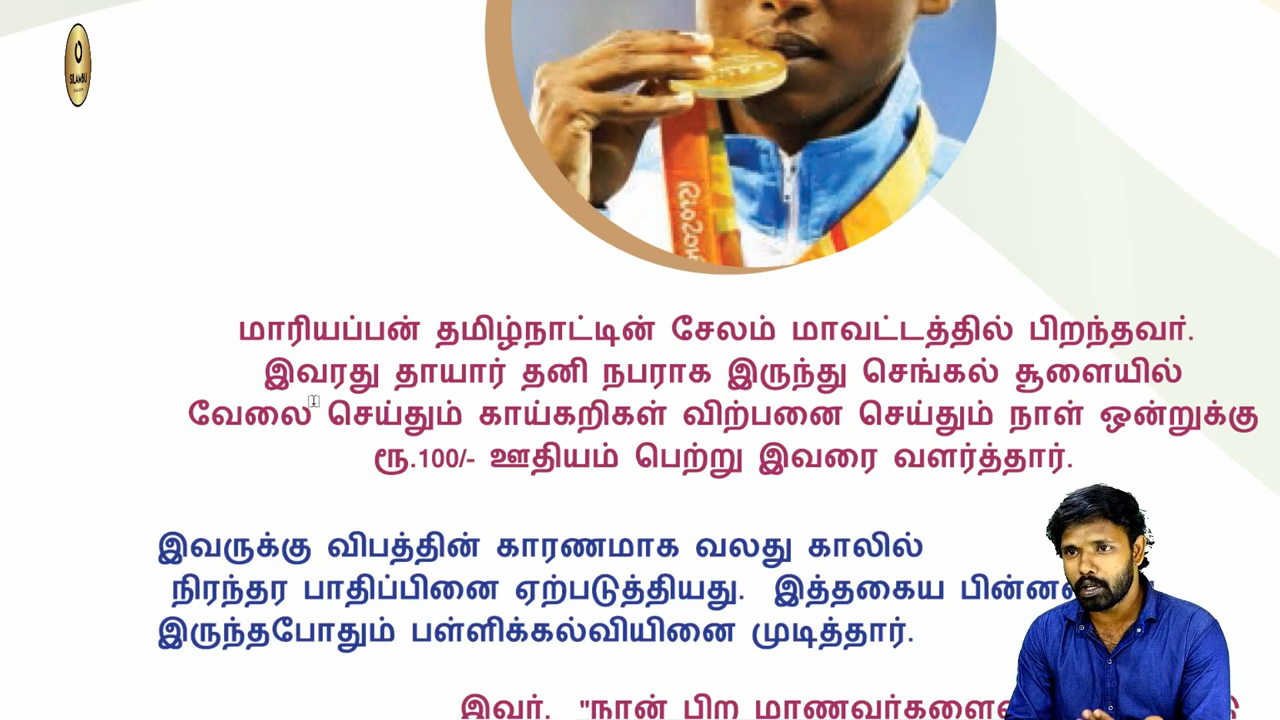 SILAMBU
Rio2016
மாரியப்பன் தமிழ்நாட்டின் சேலம் மாவட்டத்தில் பிறந்தவர்.
இவரது தாயார் தனி நபராக இருந்து செங்கல் சூளையில்
வேலை செய்தும் காய்கறிகள் விற்பனை செய்தும் நாள் ஒன்றுக்கு
ரூ.100/- ஊதியம் பெற்று இவரை வளர்த்தார்.
இவருக்கு விபத்தின் காரணமாக வலது காலில்
நிரந்தர பாதிப்பினை ஏற்படுத்தியது. இத்தகைய
இருந்தபோதும் பள்ளிக்கல்வியினை முடித்தார்.
இவர். "நான் பிற